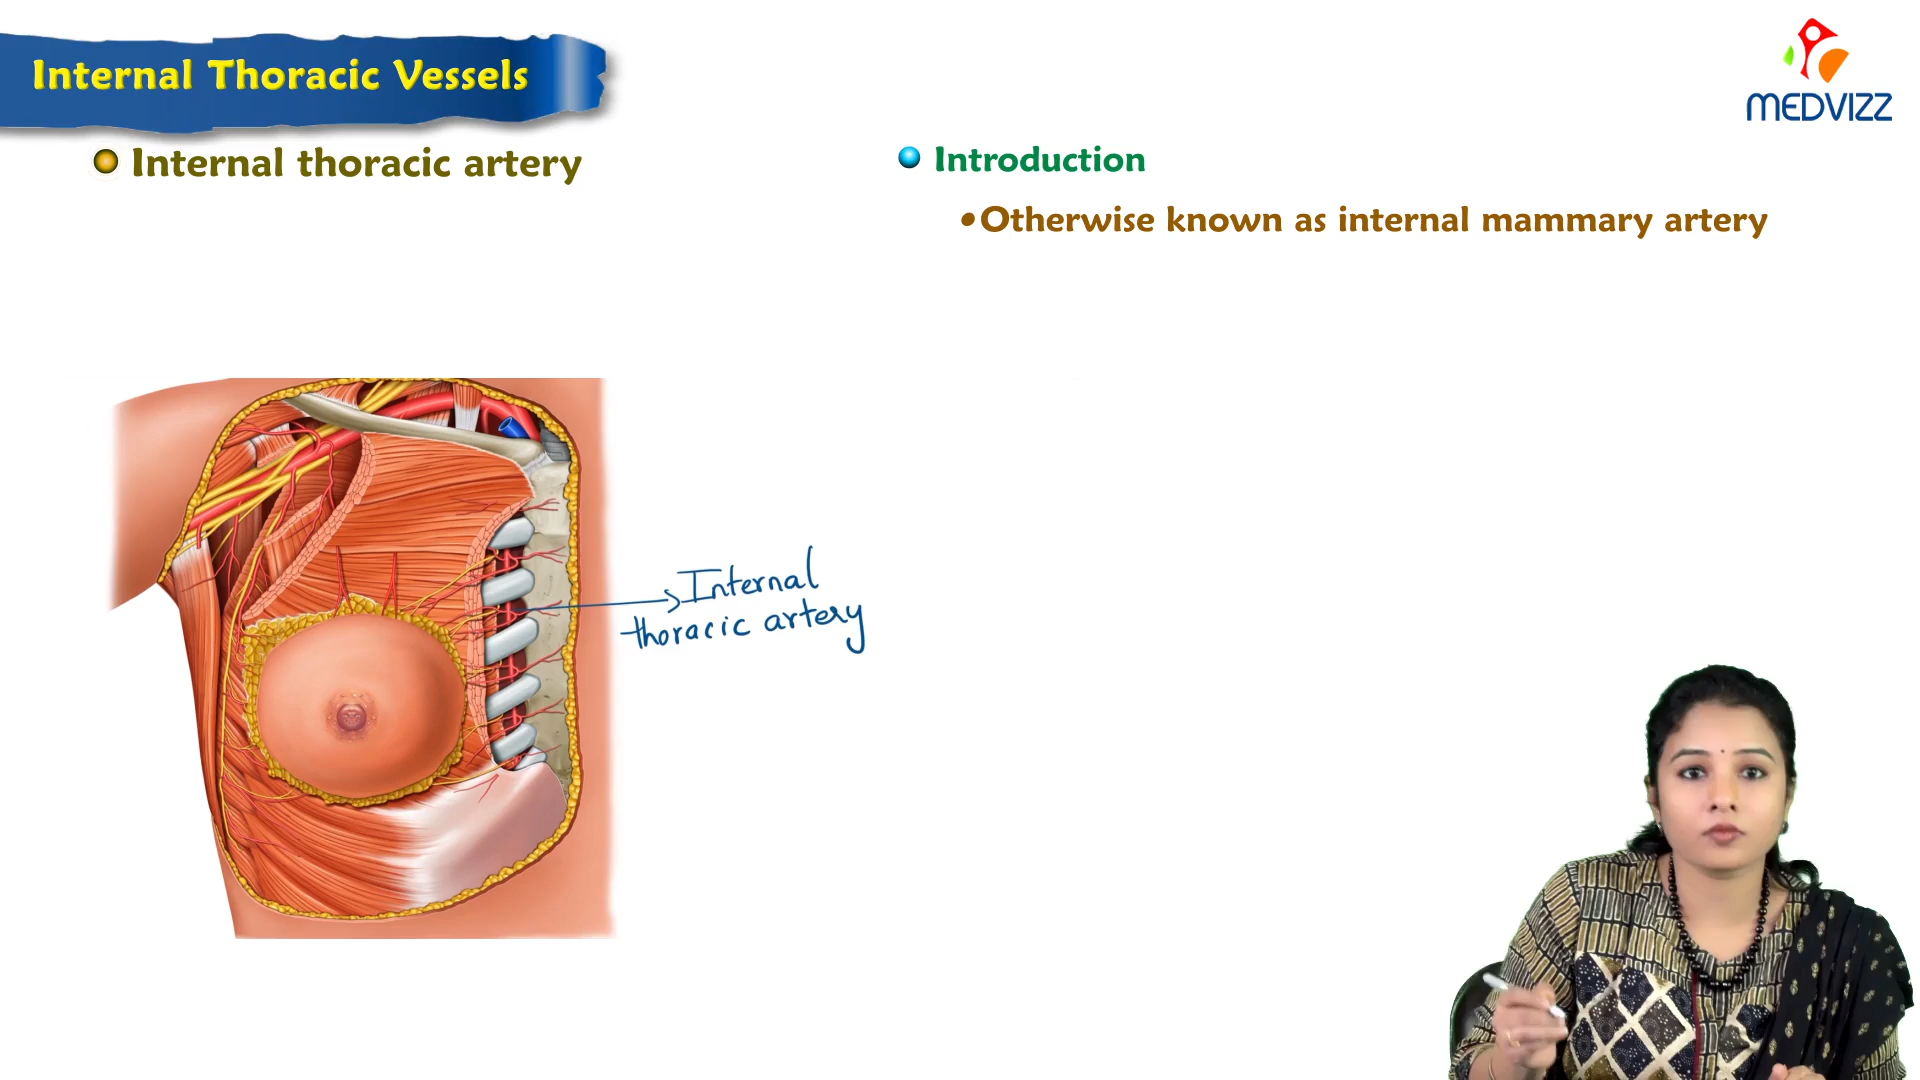 Internal Thoracic Vessels
MEDVIZZ
Internal thoracic artery
Introduction
•Otherwise known as internal mammary artery
Internal
thoracic artery